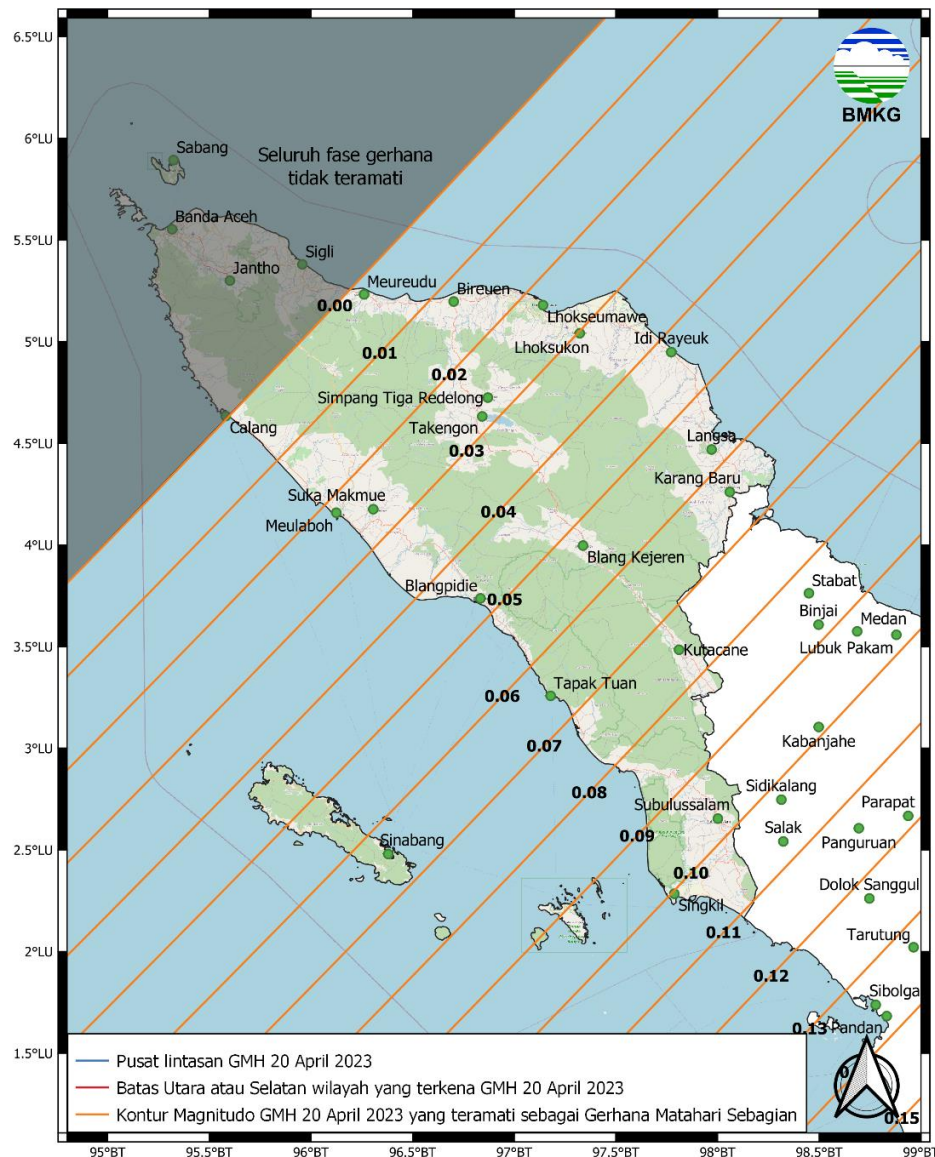 6.5°LU
BMKG
6°LU
Sabang
Seluruh fase gerhana
tidak teramati
Banda Aceh
5.5°LU
Sigli
Jantho
Meureudu
Bireuen
0.00
Lhokseumawe
Idi Rayeuk
Lhoksukon
5°LU
0.01
0.02
Simpang Tiga Redelong
Takengon
Calang
4.5°LU
0.03
Langsa
Karang Baru
Suka Makmue
0.04
Meulaboh
4°LU
Blang Kejeren
Blangpidie
0.05
Stabat
Binjai
Medan
Lubuk Pakam
3.5°LU
Kutacane
Tapak Tuan
0.06
Kabanjahe
3°LU
0.07
0.08
Sidikalang
Subulussalam
Parapat
0.09
Salak
Panguruan
2.5°LU
Sinabang
0.10
Dolok Sanggul
Singkil
0.11
Tarutung
2°LU
0.12
Sibolga
0.13
Pandan
1.5°LU
Pusat lintasan GMH 20 April 2023
Batas Utara atau Selatan wilayah yang terkena GMH 20 April 2023
Kontur Magnitudo GMH 20 April 2023 yang teramati sebagai Gerhana Matahari Sebagian
0.15
95°BT
95.5°BT
96°BT
96.5°BT
97°BT
97.5°BT
98°BT
98.5°BT
99°BT